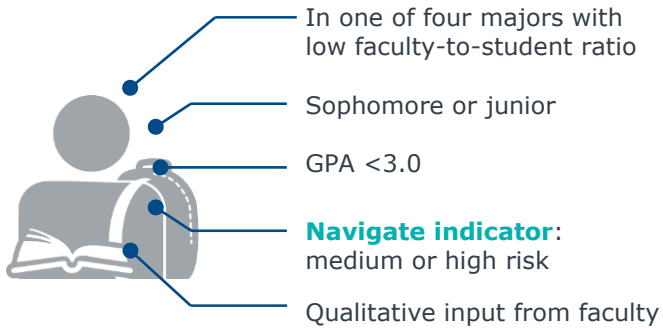 In one of four majors with
low faculty-to-student ratio
Sophomore or junior
GPA <3.0
Navigate indicator:
medium or high risk
Qualitative input from faculty